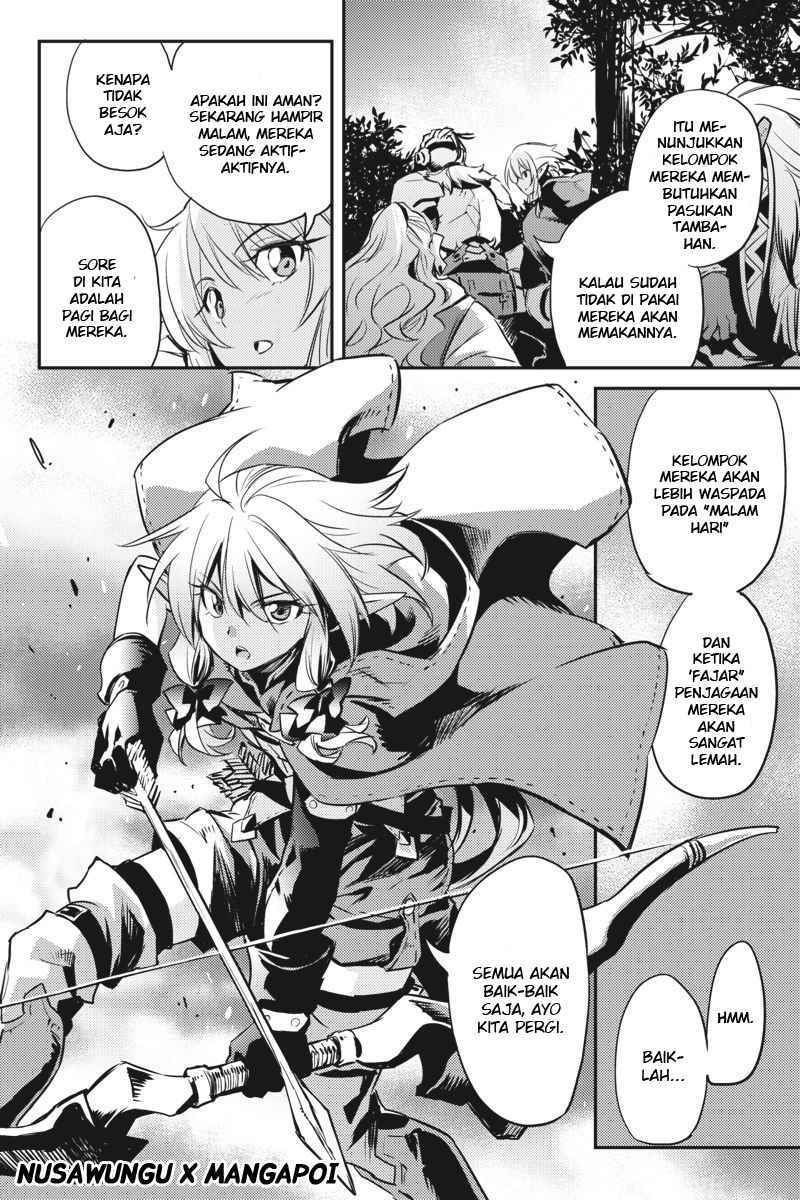 ITU ME-
NUNJUKKAN
KELOMPOK
MEREKA MEM-
BUTUHKAN
PASUKAN
TAMBA-
HAN.
KALAU SUDAH
TIDAK DI PAKAI
MEREKA AKAN
MEMAKANNYA.
APAKAH INI AMAN?
SEKARANG HAMPIR
MALAM, MEREKA
SEDANG AKTIF-
AKTIFNYA.
KENAPA
TIDAK
BESOK
AJA?
SORE
DI KITA
ADALAH
PAGI BAGI
MEREKA.
KELOMPOK
MEREKA AKAN
LEBIH WASPADA
PADA "MALAM
HARI"
DAN
KETIKA
'FAJAR"
PENJAGAAN
MEREKA
AKAN
SANGAT
LEMAH.
HMM.
BAIK-
LAH...
SEMUA AKAN
BAIK-BAIK
SAJA, AYO
KITA PERGI.
NUSAWUNGU X MANGAPOI